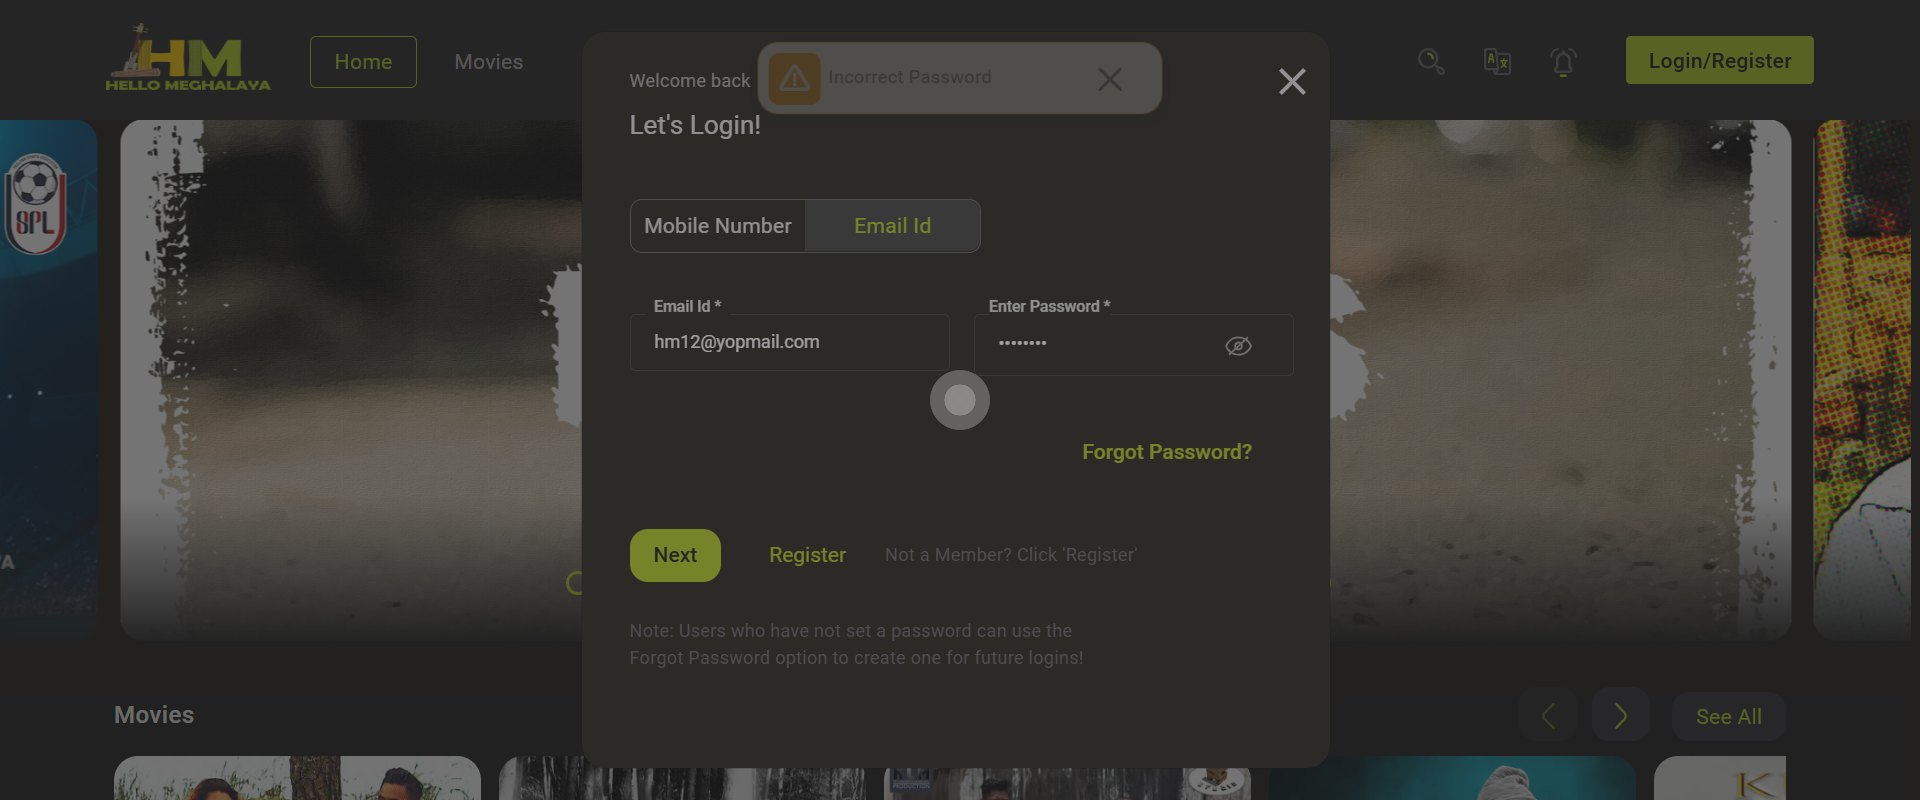 HM
HELLO MEGHALAYA
Home
Movies
Login/Register
Welcome back
Incorrect Password
Let's Login!
Mobile Number
Email Id
Email Id *
hm12@yopmail.com
Enter Password *
••••••••
Forgot Password?
Next
Register
Not a Member? Click 'Register'
Note: Users who have not set a password can use the
Forgot Password option to create one for future logins!
SPL
Movies
See All
PRODUCTION
STUDIO